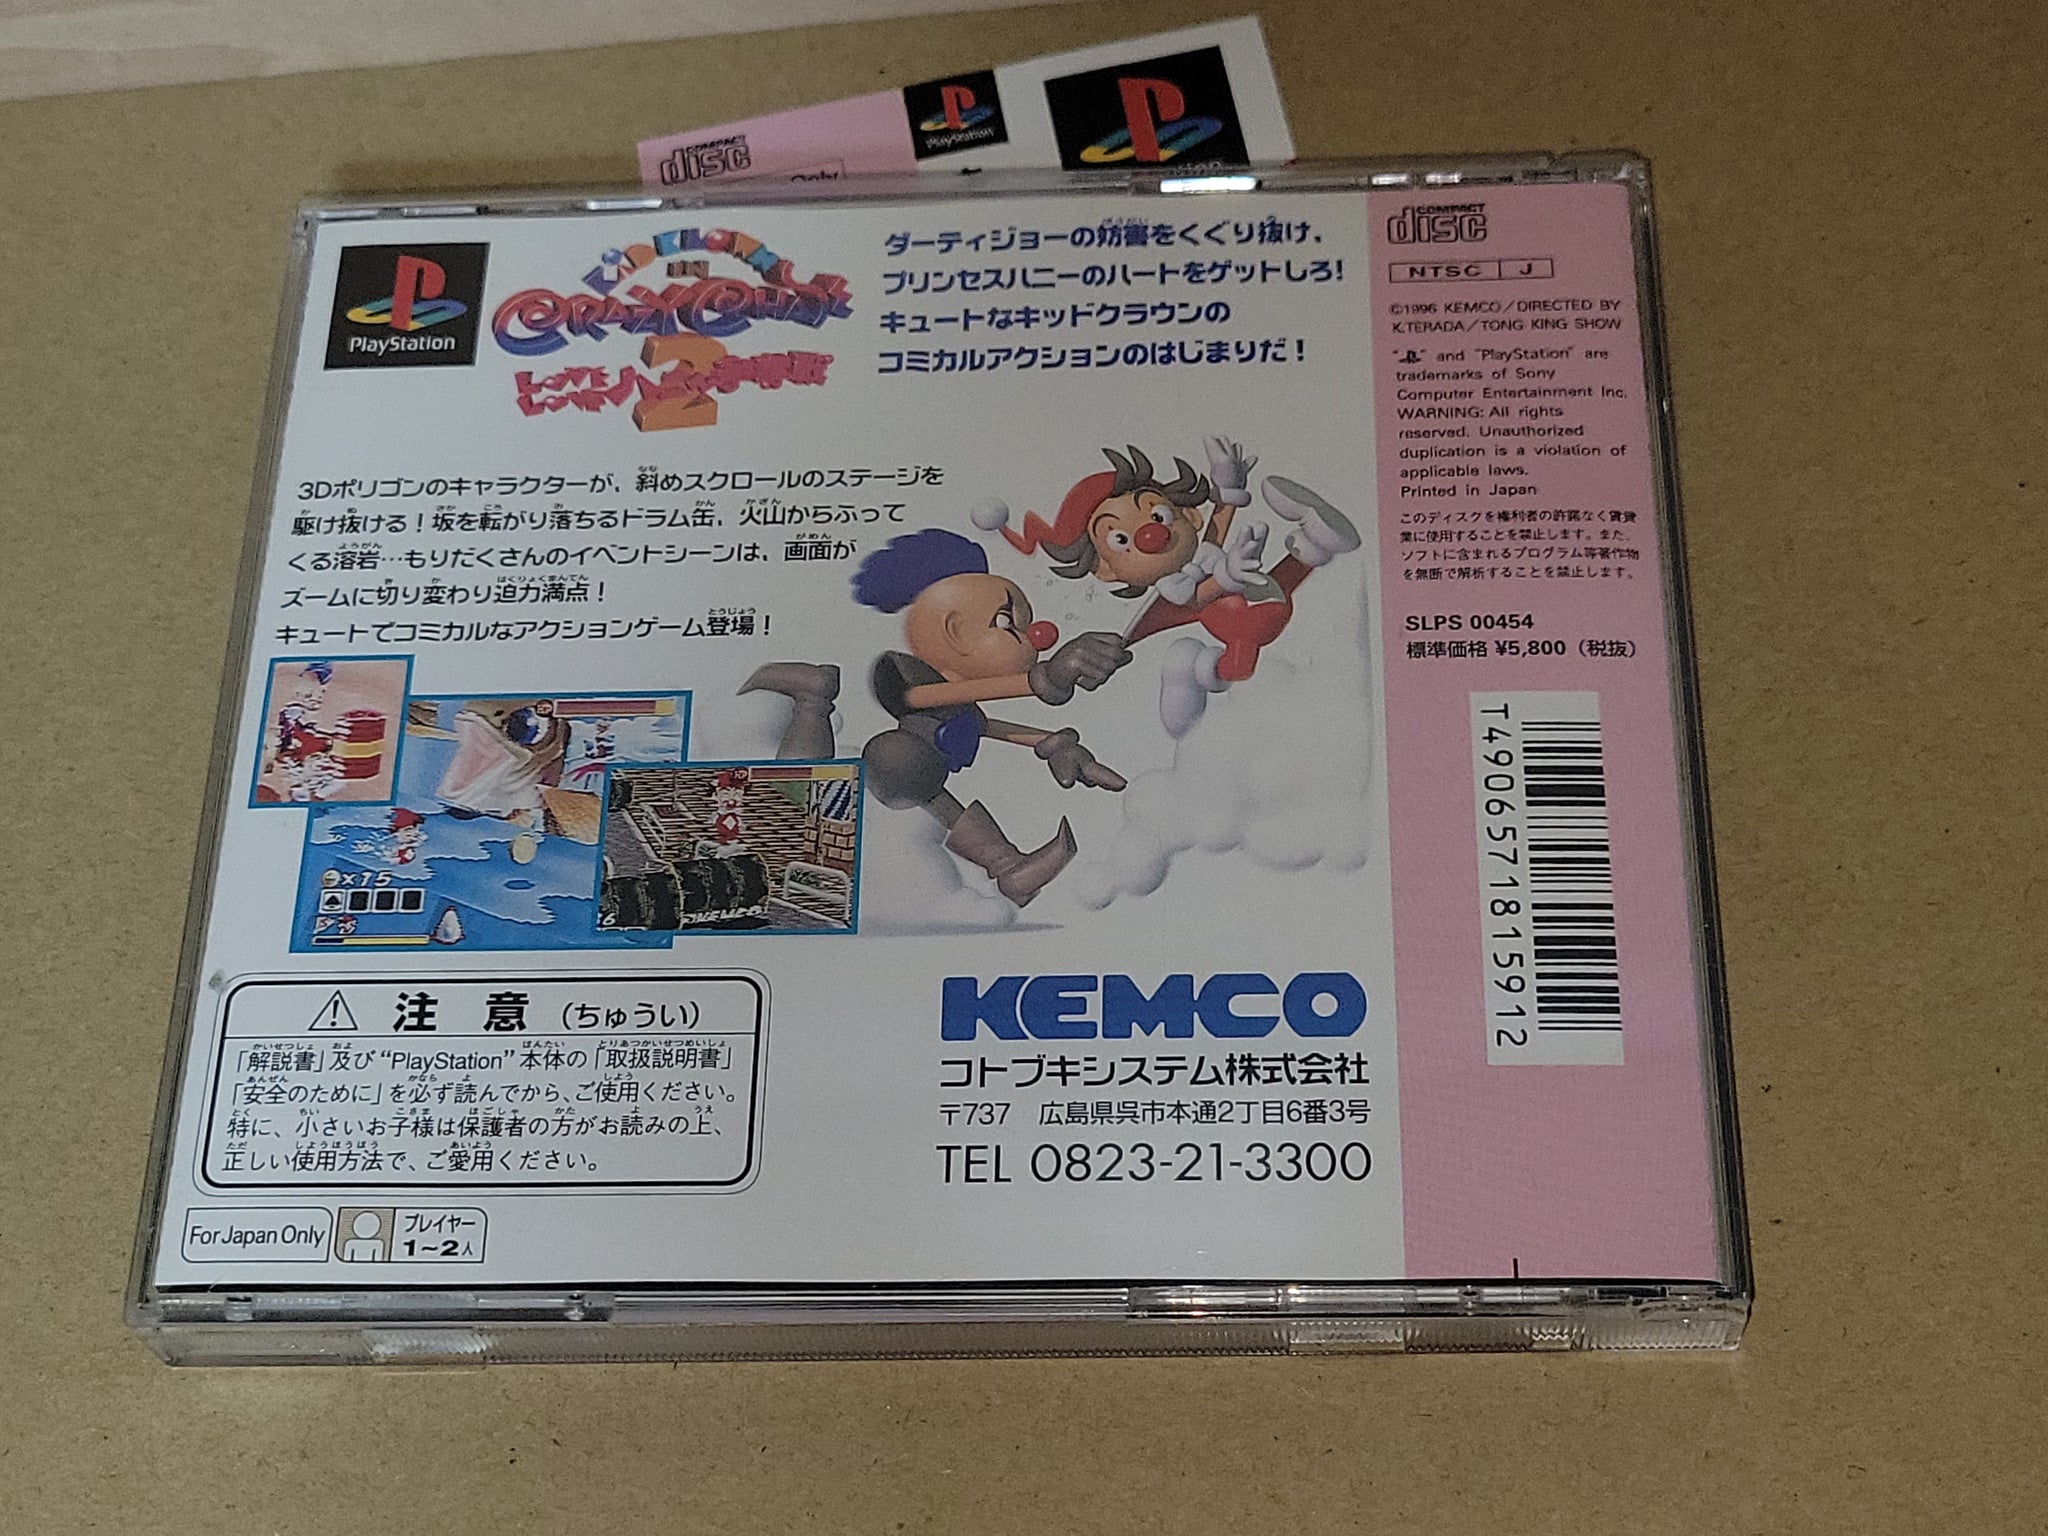 disc
Only
PlayStation
PlayStation
KID KLOWN
IN
CRAZY CHASE
2
LOVE
LOVE
ダーティジョーの妨害をくぐり抜け、
プリンセスハニーのハートをゲットしろ!
キュートなキッドクラウンの
コミカルアクションのはじまりだ!
3Dポリゴンのキャラクターが、斜めスクロールのステージを
駆け抜ける!坂を転がり落ちるドラム缶、火山からふって
くる溶岩…もりだくさんのイベントシーンは、画面が
ズームに切り変わり迫力満点!
キュートでコミカルなアクションゲーム登場!
x15
KEMCO
注 意 (ちゅうい)
「解説書」及び“PlayStation”本体の「取扱説明書」
「安全のために」を必ず読んでから、ご使用ください。
特に、小さいお子様は保護者の方がお読みの上、
正しい使用方法で、ご愛用ください。
For Japan Only
プレイヤー
1~2人
KEMCO
コトブキシステム株式会社
〒737 広島県呉市本通2丁目6番3号
TEL 0823-21-3300
COMPACT
disc
NTSC J
©1996 KEMCO/DIRECTED BY
K.TERADA/TONG KING SHOW
" " and "PlayStation" are
trademarks of Sony
Computer Entertainment Inc.
WARNING: All rights
reserved. Unauthorized
duplication is a violation of
applicable laws.
Printed in Japan
このディスクを権利者の許諾なく賃貸
業に使用することを禁止します。また、
ソフトに含まれるプログラム等著作物
を無断で解析することを禁止します。
SLPS 00454
標準価格 ¥5,800(税抜)
T4906571815912